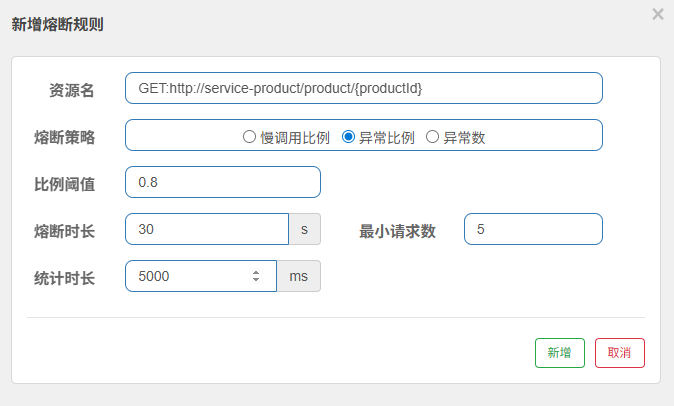 新增熔断规则
×
资源名 GET:http://service-product/product/{productId}
熔断策略 慢调用比例 异常比例 异常数
比例阈值 0.8
熔断时长 30 s 最小请求数 5
统计时长 5000 ms
新增 取消